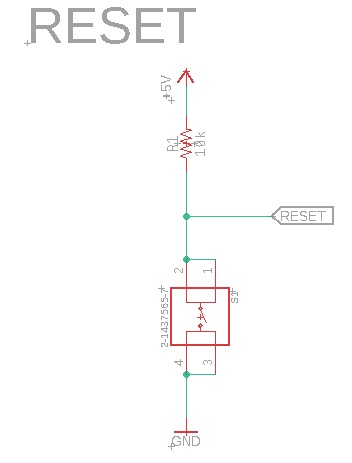 RESET
+5V
R1
10k
RESET
2
1
2-1437565-7
S1
4
3
GND